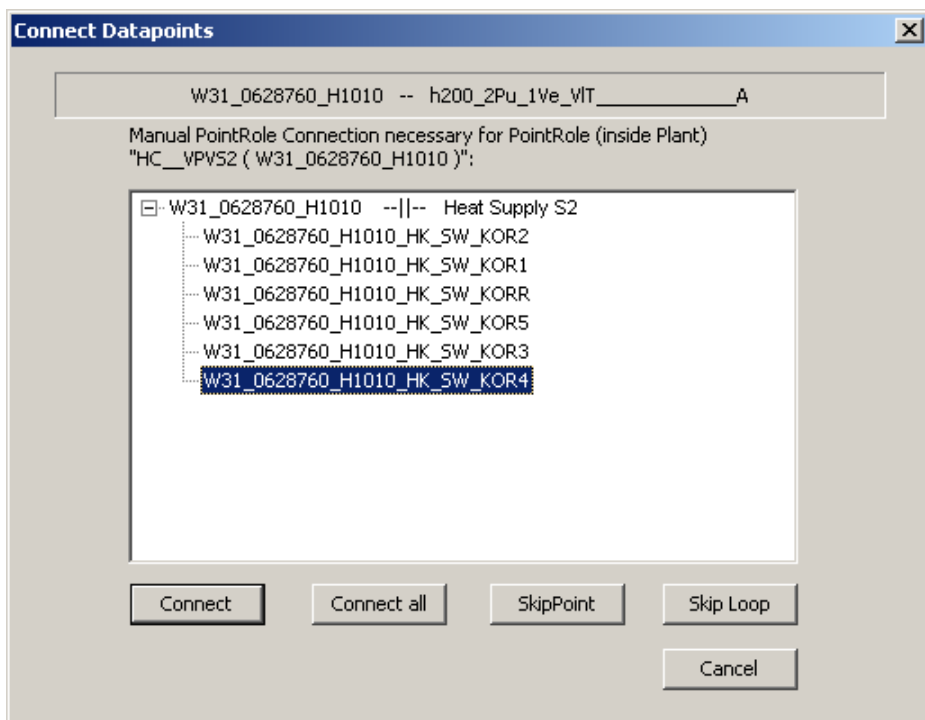 Connect Datapoints
W31_0628760_H1010 -- h200_2Pu_1Ve_VlT______________A
Manual PointRole Connection necessary for PointRole (inside Plant)
"HC__VPVS2 ( W31_0628760_H1010 )":
W31_0628760_H1010 --||-- Heat Supply S2
W31_0628760_H1010_HK_SW_KOR2
W31_0628760_H1010_HK_SW_KOR1
W31_0628760_H1010_HK_SW_KORR
W31_0628760_H1010_HK_SW_KOR5
W31_0628760_H1010_HK_SW_KOR3
W31_0628760_H1010_HK_SW_KOR4
Connect Connect all SkipPoint Skip Loop
Cancel